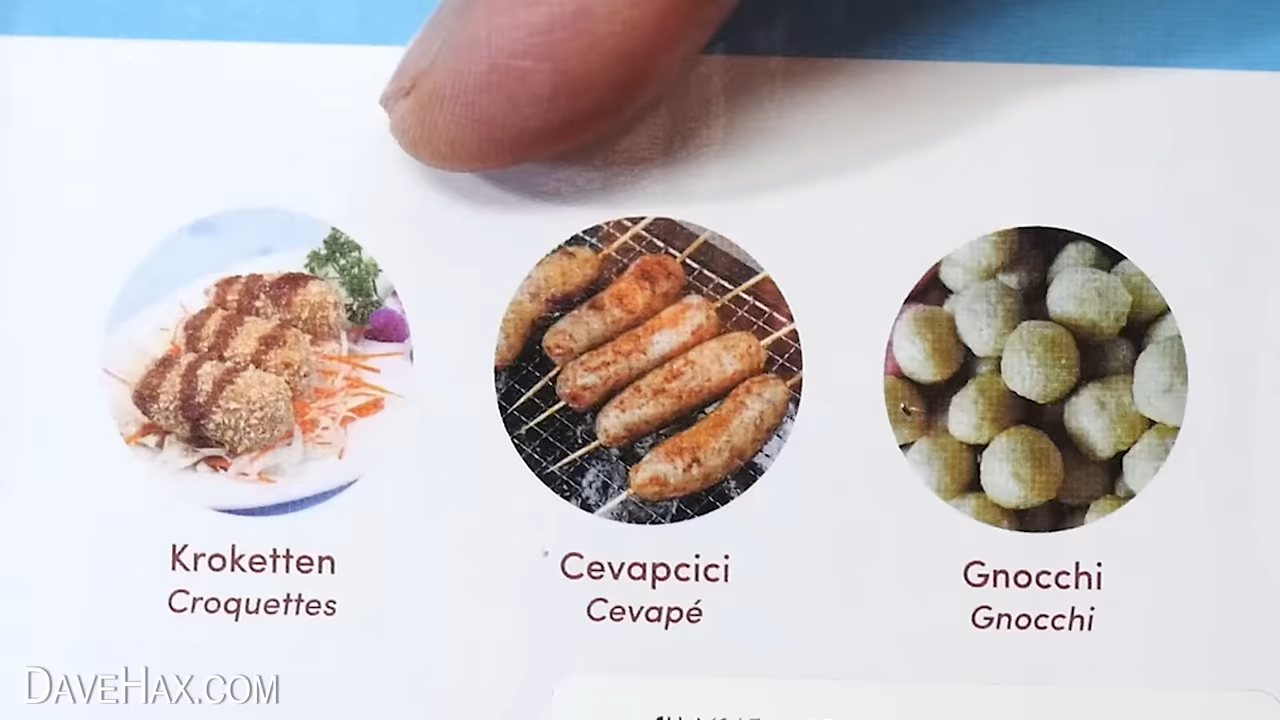 Kroketten
Croquettes
Cevapcici
Cevapé
Gnocchi
Gnocchi
DAVEHAX.COM